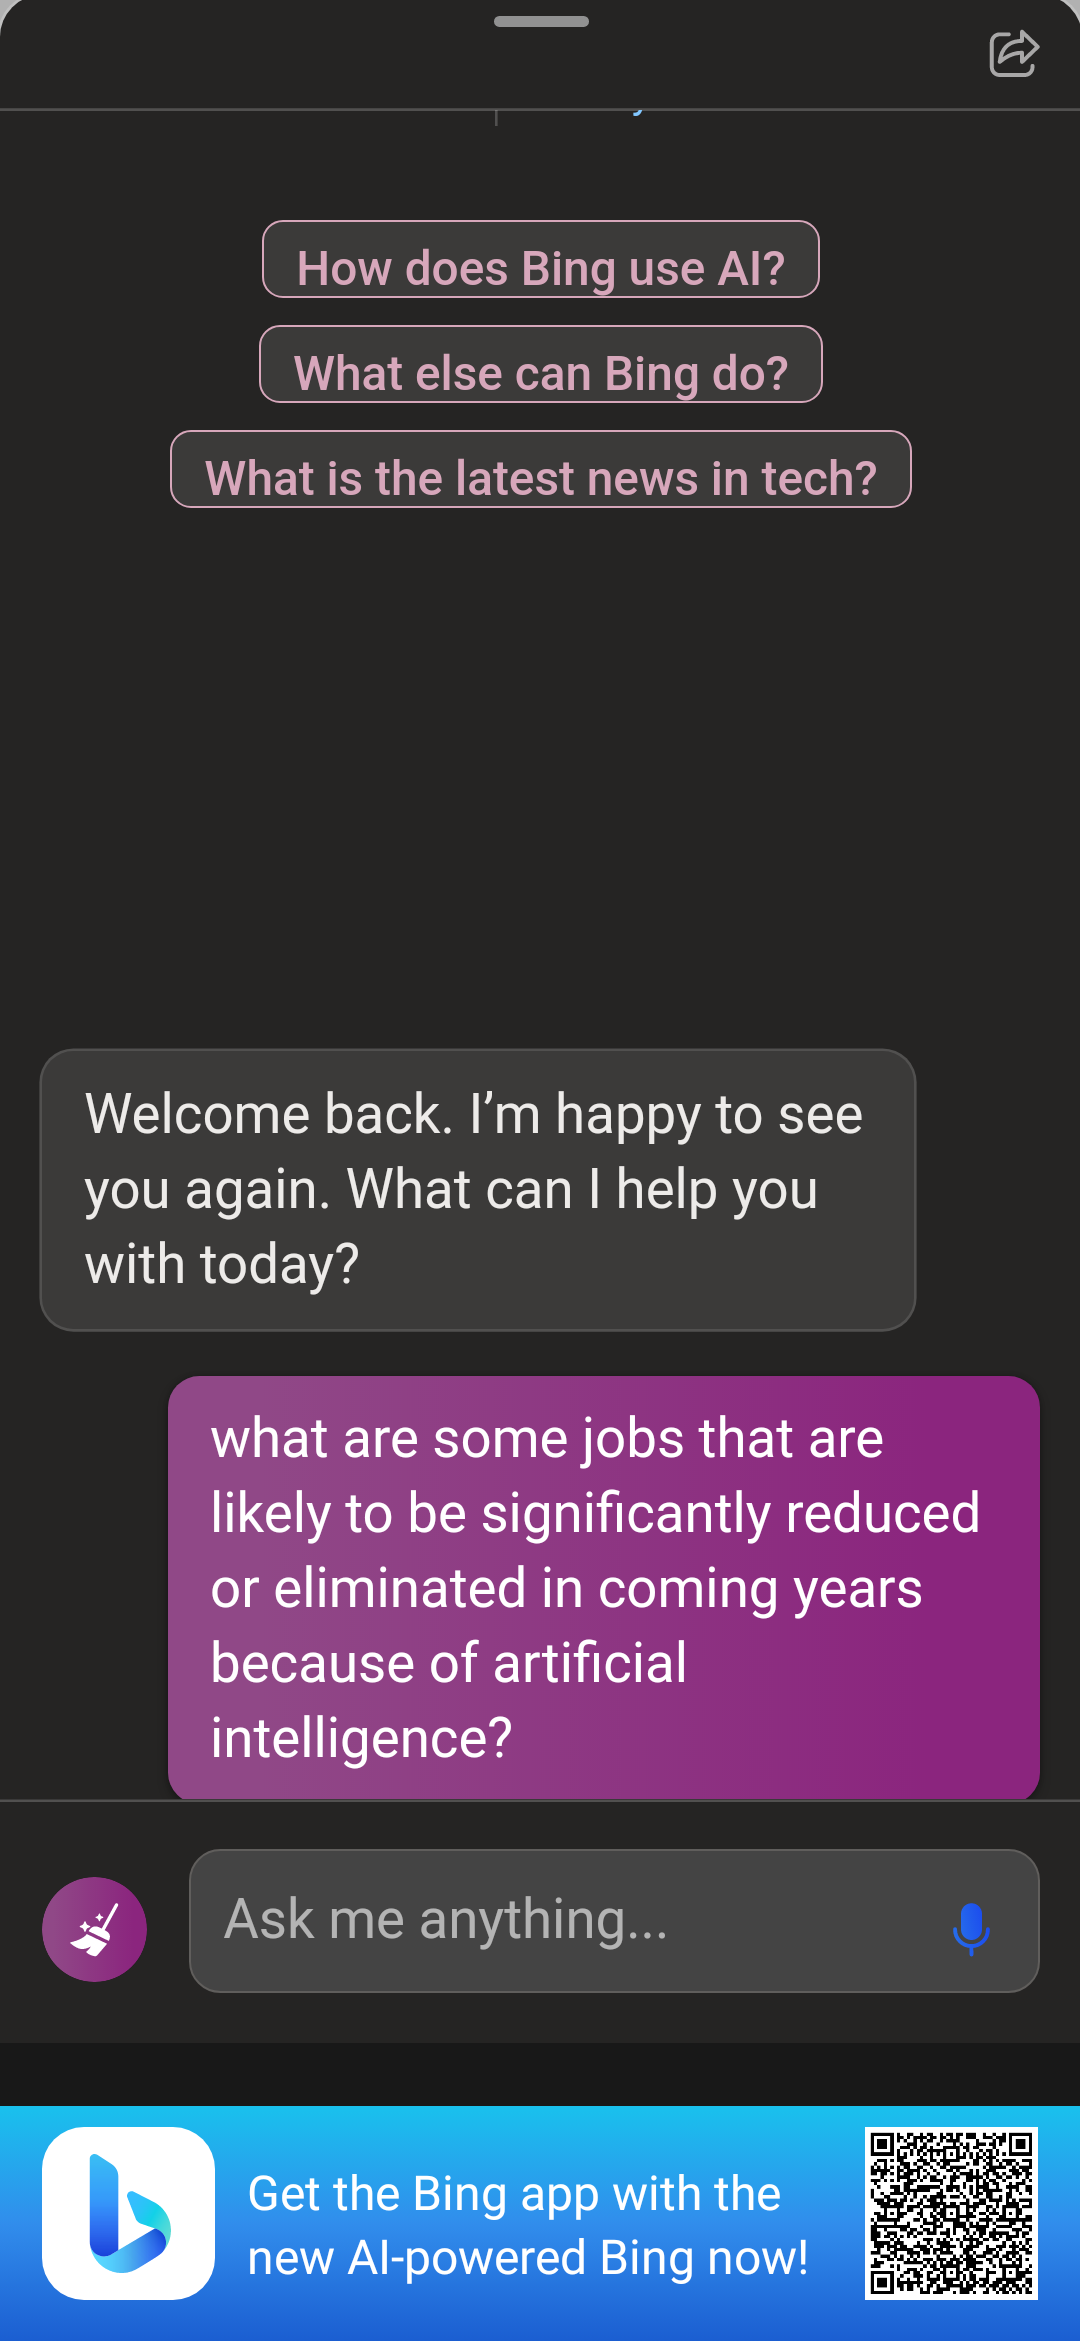 How does Bing use AI?
What else can Bing do?
What is the latest news in tech?
Welcome back. I’m happy to see
you again. What can I help you
with today?
what are some jobs that are
likely to be significantly reduced
or eliminated in coming years
because of artificial
intelligence?
Ask me anything...
Get the Bing app with the
new AI-powered Bing now!